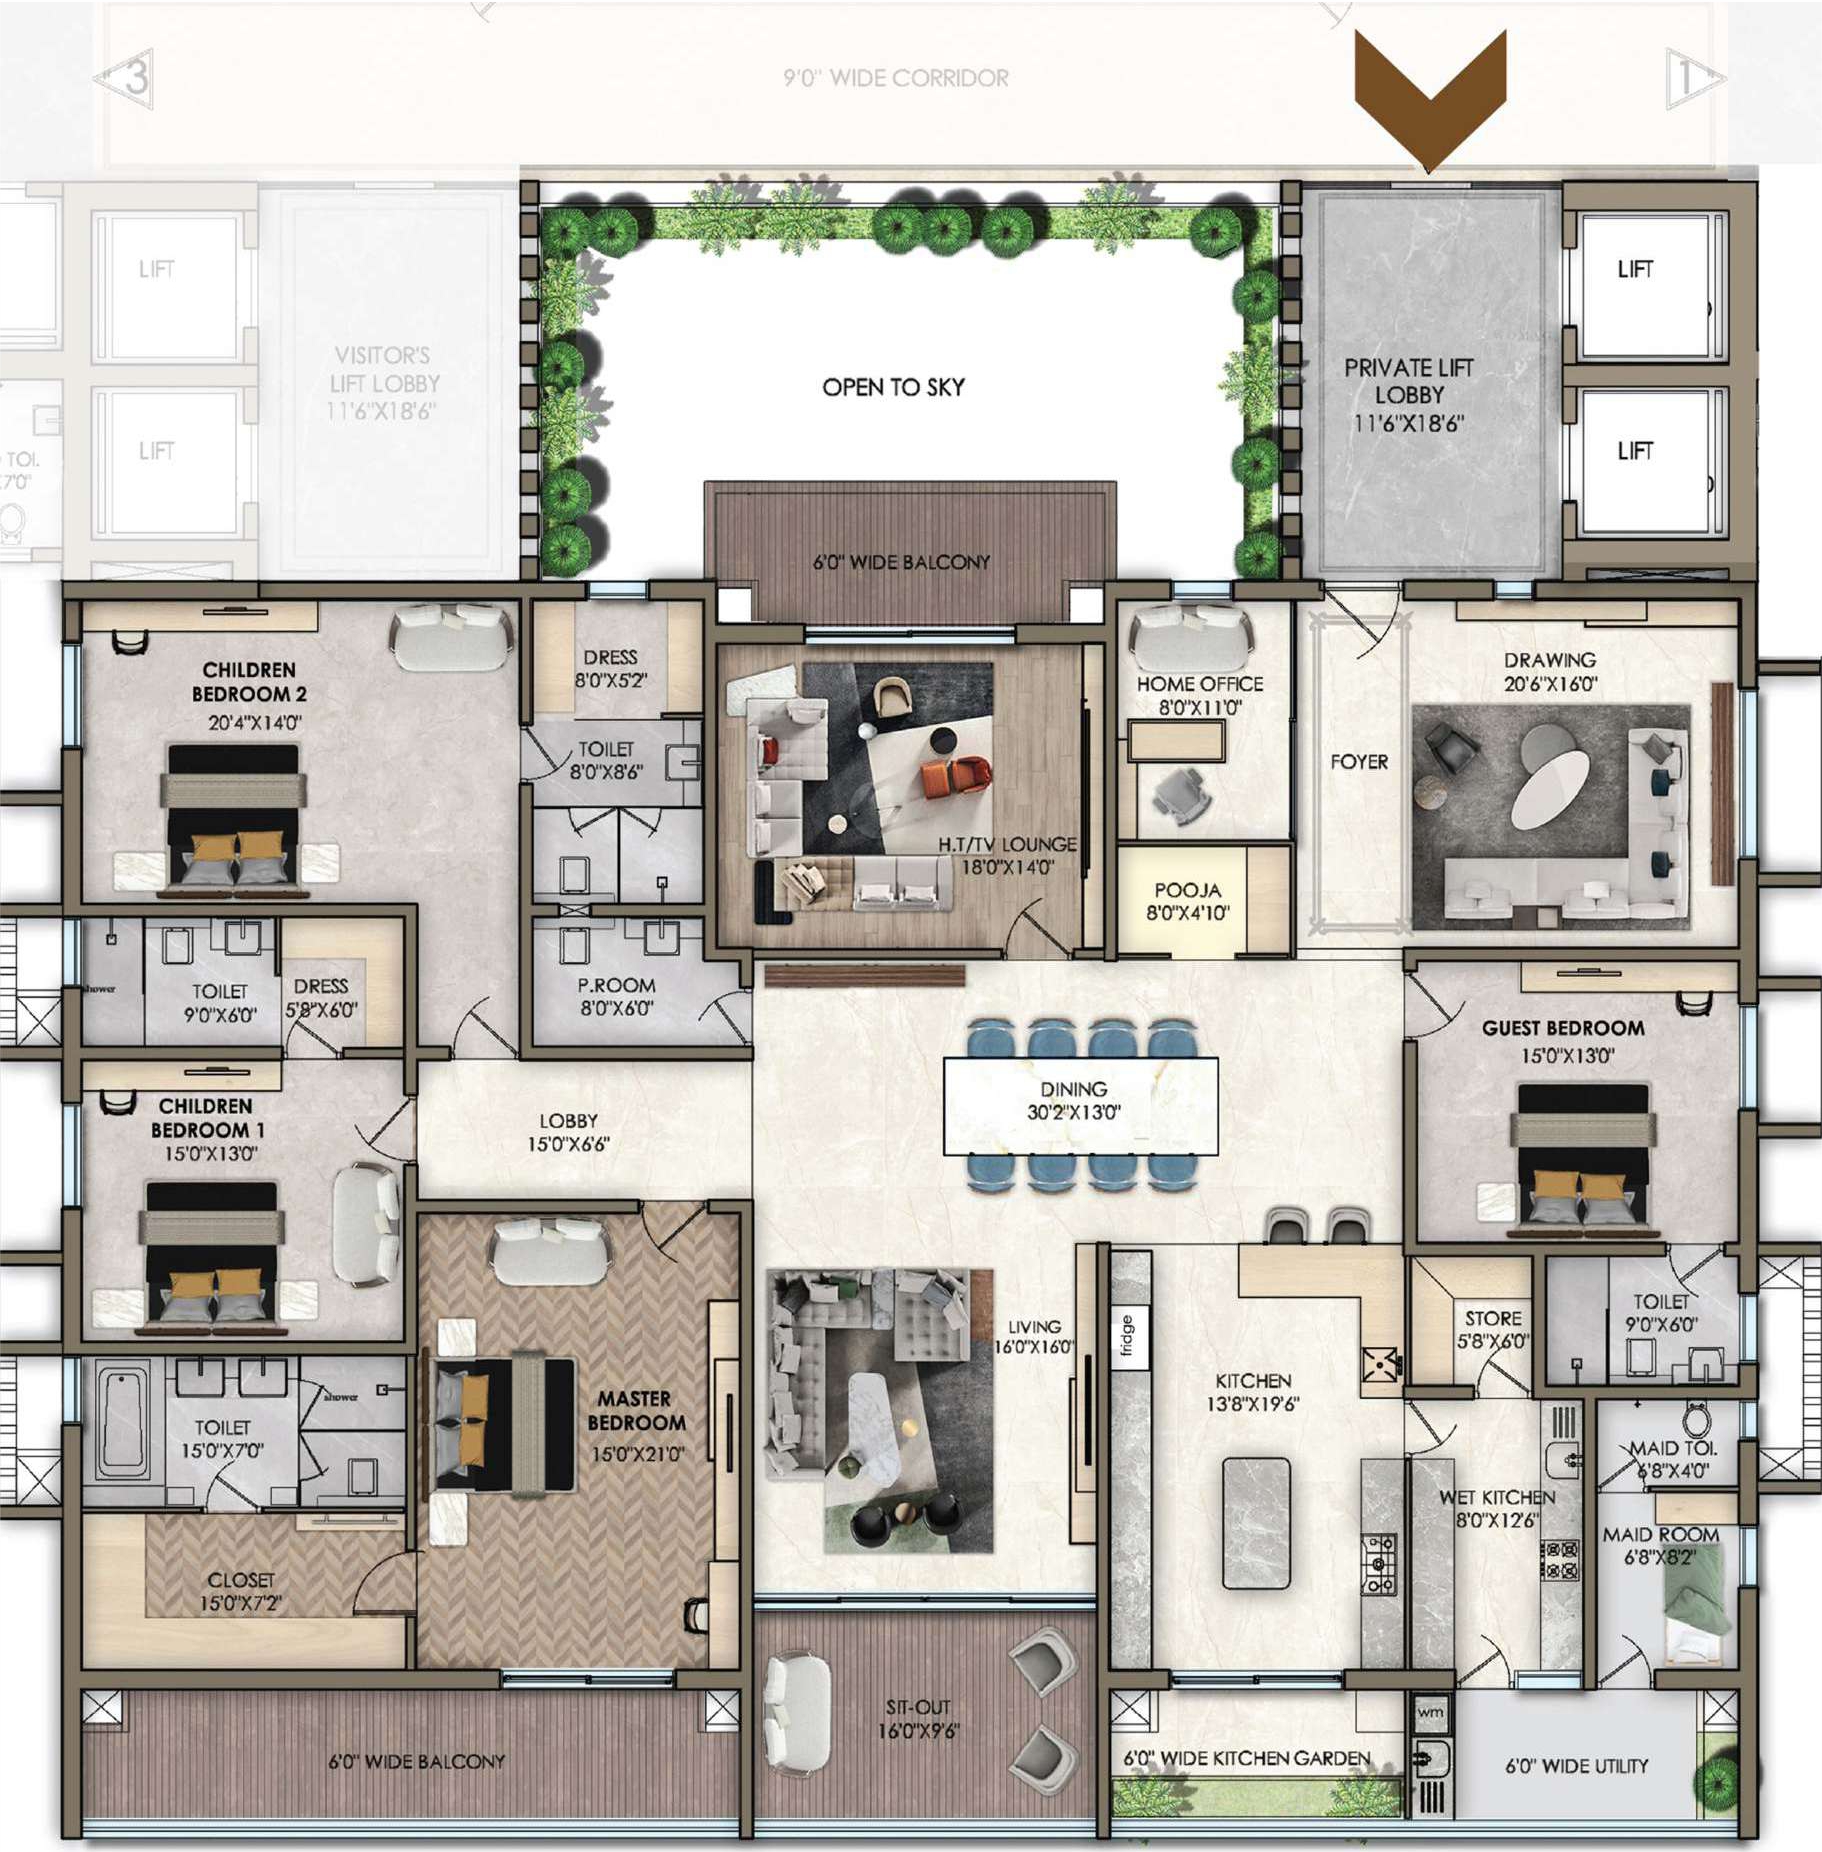 3
9'0" WIDE CORRIDOR
1
LIFT
VISITOR'S
LIFT LOBBY
11'6"X18'6"
OPEN TO SKY
PRIVATE LIFT
LOBBY
11'6"X18'6"
LIFT
LIFT
TOI.
LIFT
6'0" WIDE BALCONY
CHILDREN
BEDROOM 2
20'4"X14'0"
DRESS
8'0"X5'2"
TOILET
8'0"X8'6"
H.T/TV LOUNGE
18'0"X14'0"
HOME OFFICE
8'0"X11'0"
POOJA
8'0"X4'10"
FOYER
DRAWING
20'6"X16'0"
shower
TOILET
9'0"X6'0"
DRESS
5'8"X6'0"
P.ROOM
8'0"X6'0"
GUEST BEDROOM
15'0"X13'0"
CHILDREN
BEDROOM 1
15'0"X13'0"
LOBBY
15'0"X6'6"
DINING
30'2"X13'0"
LIVING
16'0"X16'0"
fridge
KITCHEN
13'8"X19'6"
STORE
5'8"X6'0"
TOILET
9'0"X6'0"
shower
TOILET
15'0"X7'0"
MASTER
BEDROOM
15'0"X21'0"
MAID TOI.
6'8"X4'0"
WET KITCHEN
8'0"X12'6"
MAID ROOM
6'8"X8'2"
CLOSET
15'0"X7'2"
SIT-OUT
16'0"X9'6"
wm
6'0" WIDE BALCONY
6'0" WIDE KITCHEN GARDEN
6'0" WIDE UTILITY